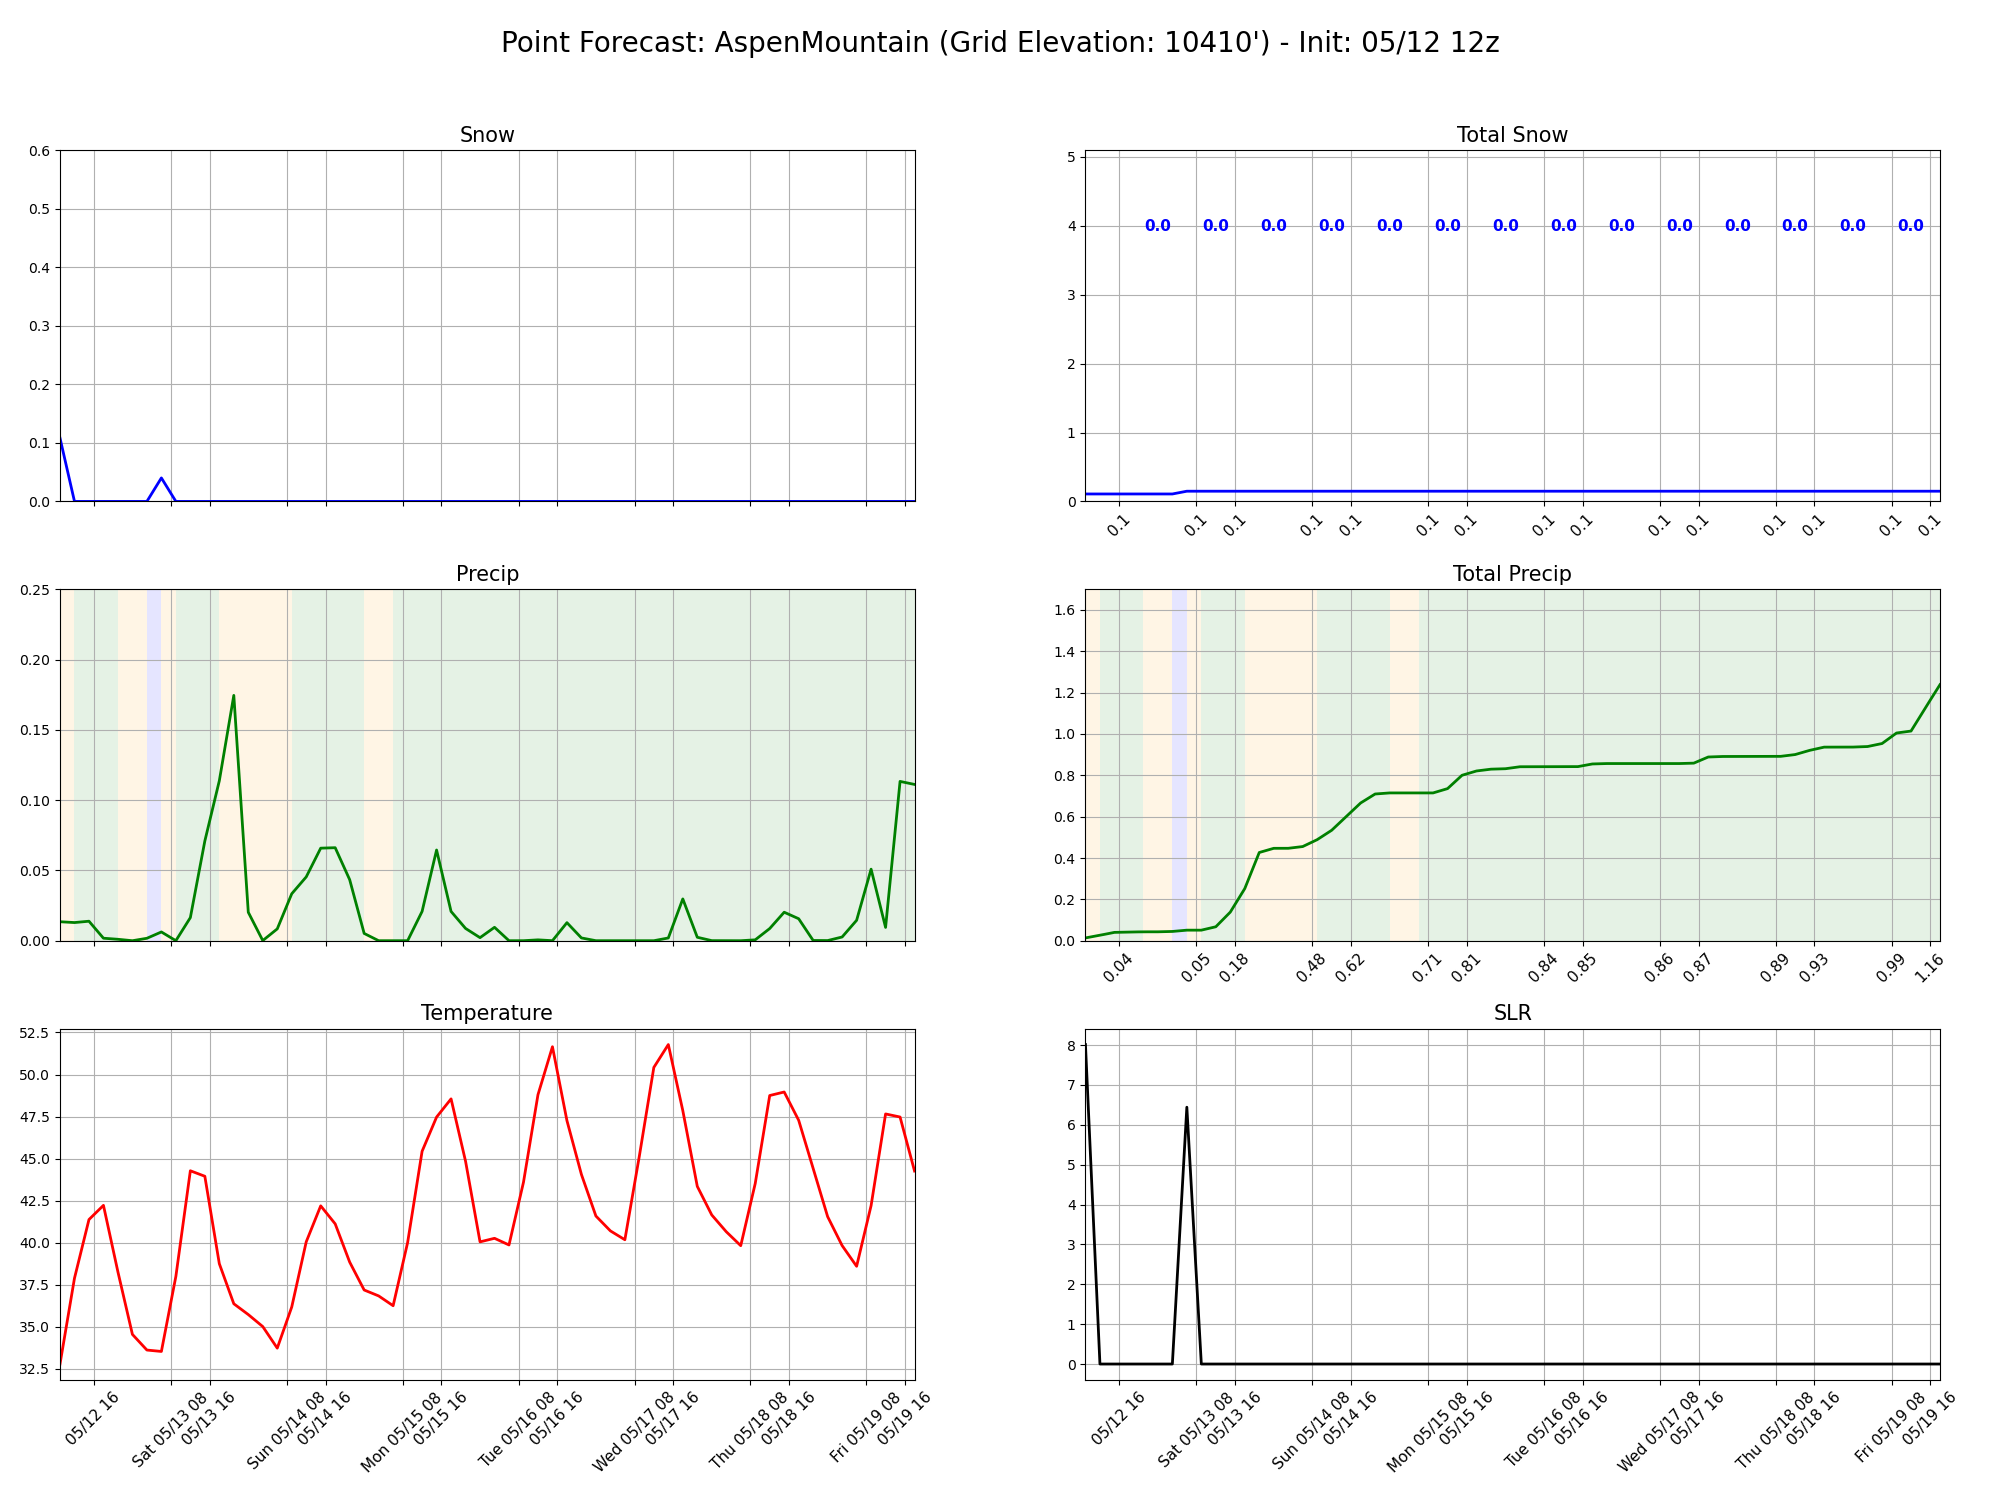 Point Forecast: AspenMountain (Grid Elevation: 10410') - Init: 05/12 12z
Snow
0.6
0.5
0.4
0.3
0.2
0.1
0.0
Total Snow
5
4
3
2
1
0
0.0 0.0 0.0 0.0 0.0 0.0 0.0 0.0 0.0 0.0 0.0 0.0 0.0 0.0
0.1 0.1 0.1 0.1 0.1 0.1 0.1 0.1 0.1 0.1 0.1 0.1 0.1 0.1 0.1
Precip
0.25
0.20
0.15
0.10
0.05
0.00
Total Precip
1.6
1.4
1.2
1.0
0.8
0.6
0.4
0.2
0.0
0.04 0.05 0.18 0.48 0.62 0.71 0.81 0.84 0.85 0.86 0.87 0.89 0.93 0.99 1.16
Temperature
52.5
50.0
47.5
45.0
42.5
40.0
37.5
35.0
32.5
05/12 16
Sat 05/13 08
05/13 16
Sun 05/14 08
05/14 16
Mon 05/15 08
05/15 16
Tue 05/16 08
05/16 16
Wed 05/17 08
05/17 16
Thu 05/18 08
05/18 16
Fri 05/19 08
05/19 16
SLR
8
7
6
5
4
3
2
1
0
05/12 16
Sat 05/13 08
05/13 16
Sun 05/14 08
05/14 16
Mon 05/15 08
05/15 16
Tue 05/16 08
05/16 16
Wed 05/17 08
05/17 16
Thu 05/18 08
05/18 16
Fri 05/19 08
05/19 16